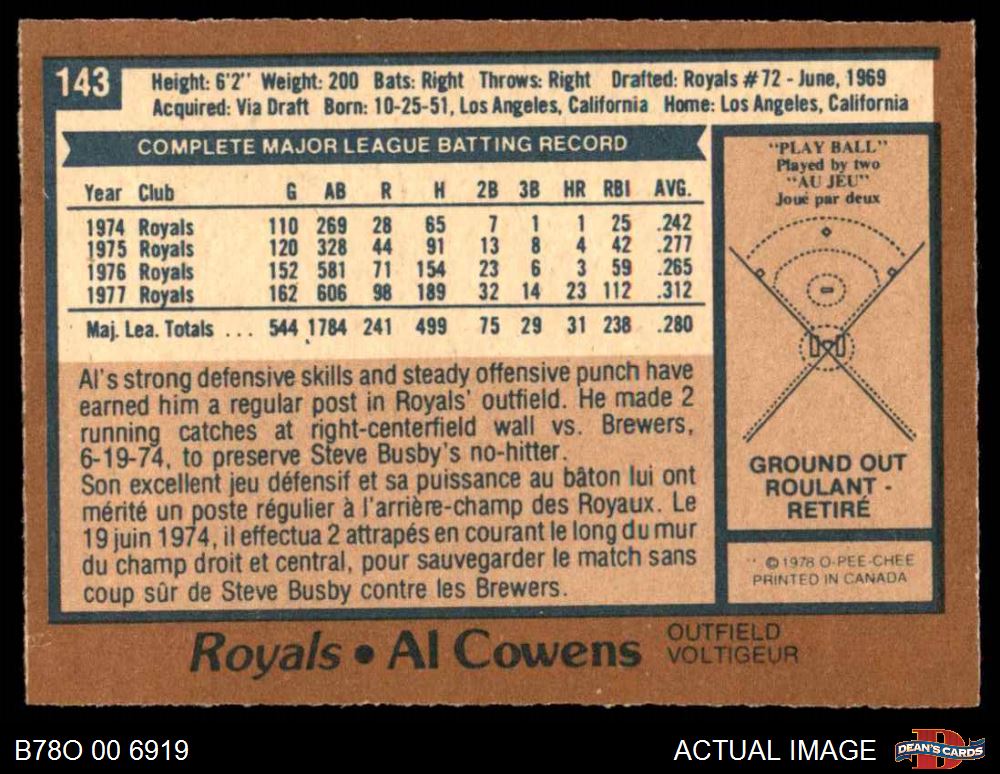 143
Height: 6'2" Weight: 200 Bats: Right Throws: Right Drafted: Royals #72 - June, 1969
Acquired: Via Draft Born: 10-25-51, Los Angeles, California Home: Los Angeles, California
COMPLETE MAJOR LEAGUE BATTING RECORD
Year Club G AB R H 2B 3B HR RBI AVG.
1974 Royals 110 269 28 65 7 1 1 25 .242
1975 Royals 120 328 44 91 13 8 4 42 .277
1976 Royals 152 581 71 154 23 6 3 59 .265
1977 Royals 162 606 98 189 32 14 23 112 .312
Maj. Lea. Totals ... 544 1784 241 499 75 29 31 238 .280
Al's strong defensive skills and steady offensive punch have
earned him a regular post in Royals' outfield. He made 2
running catches at right-centerfield wall vs. Brewers,
6-19-74, to preserve Steve Busby's no-hitter.
Son excellent jeu défensif et sa puissance au bâton lui ont
mérité un poste régulier à l'arrière-champ des Royaux. Le
19 juin 1974, il effectua 2 attrapés en courant le long du mur
du champ droit et central, pour sauvegarder le match sans
coup sûr de Steve Busby contre les Brewers.
"PLAY BALL"
Played by two
"AU JEU"
Joué par deux
GROUND OUT
ROULANT -
RETIRÉ
© 1978 O-PEE-CHEE
PRINTED IN CANADA
Royals • Al Cowens OUTFIELD
VOLTIGEUR
B78O 00 6919
ACTUAL IMAGE
DEAN'S CARDS